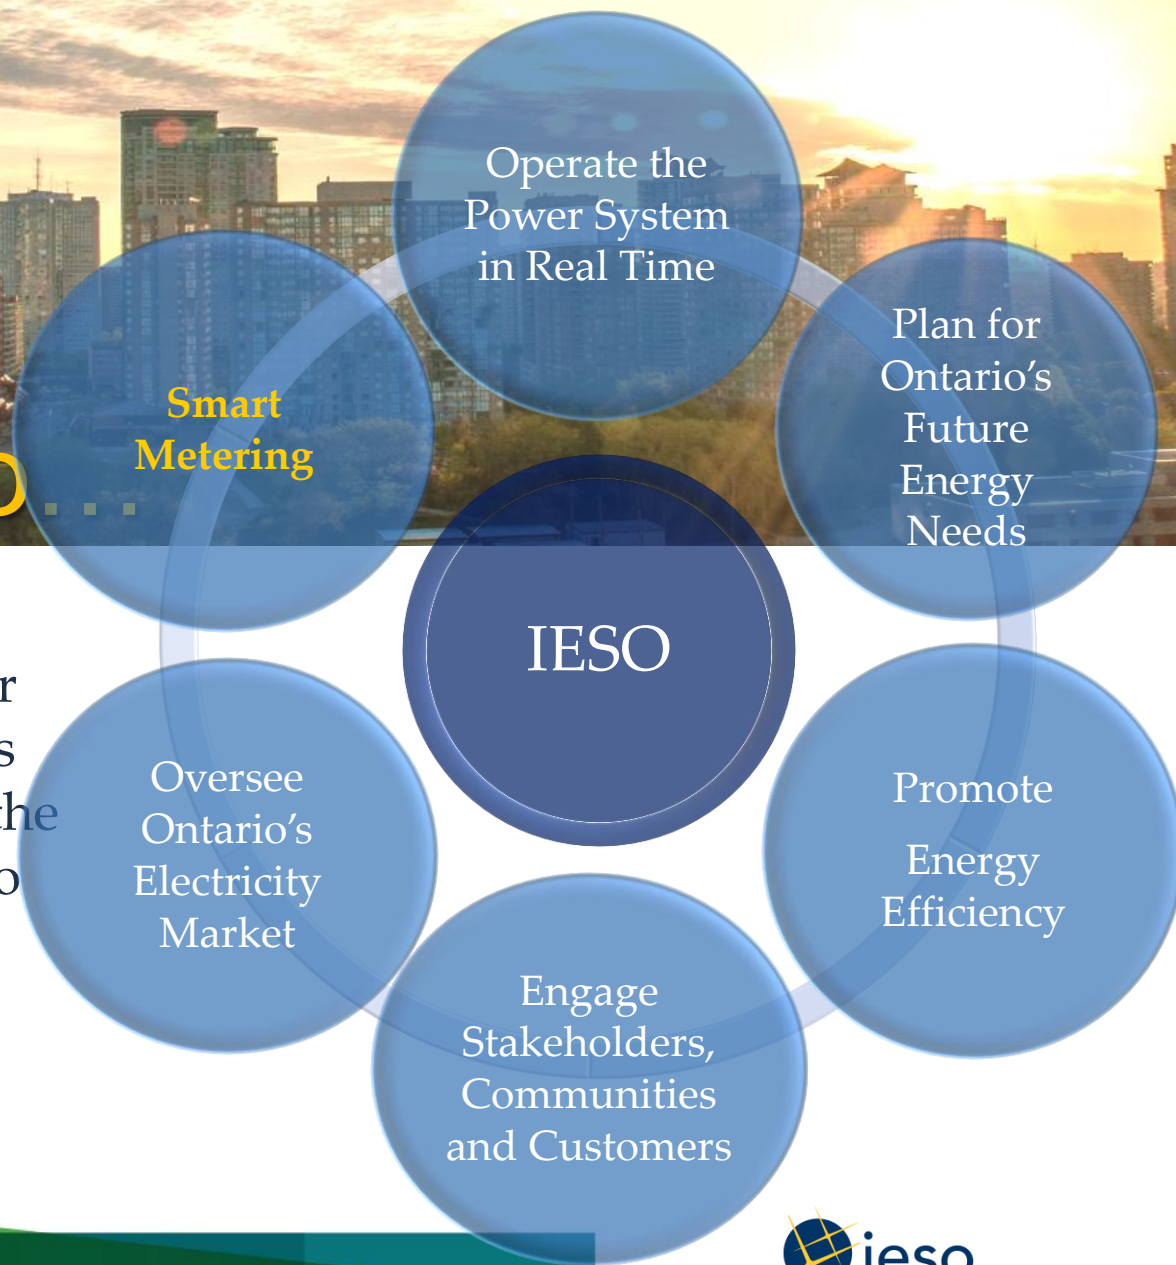 Operate the
Power System
in Real Time
Plan for
Ontario’s
Future
Energy
Needs
Smart
Metering
IESO
Promote
Energy
Efficiency
Oversee
Ontario’s
Electricity
Market
Engage
Stakeholders,
Communities
and Customers
ieso